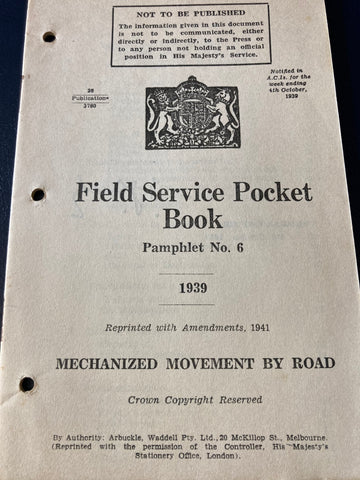 NOT TO BE PUBLISHED
The information given in this document
is not to be communicated, either
directly or indirectly, to the Press or
to any person not holding an official
position in His Majesty's Service.
26
Publications
3780
Notified in
A.C.Is. for the
week ending
4th October,
1939
Field Service Pocket
Book
Pamphlet No. 6
1939
Reprinted with Amendments, 1941
MECHANIZED MOVEMENT BY ROAD
Crown Copyright Reserved
By Authority: Arbuckle, Waddell Pty. Ltd., 20 McKillop St., Melbourne.
(Reprinted with the permission of the Controller, His Majesty's
Stationery Office, London).